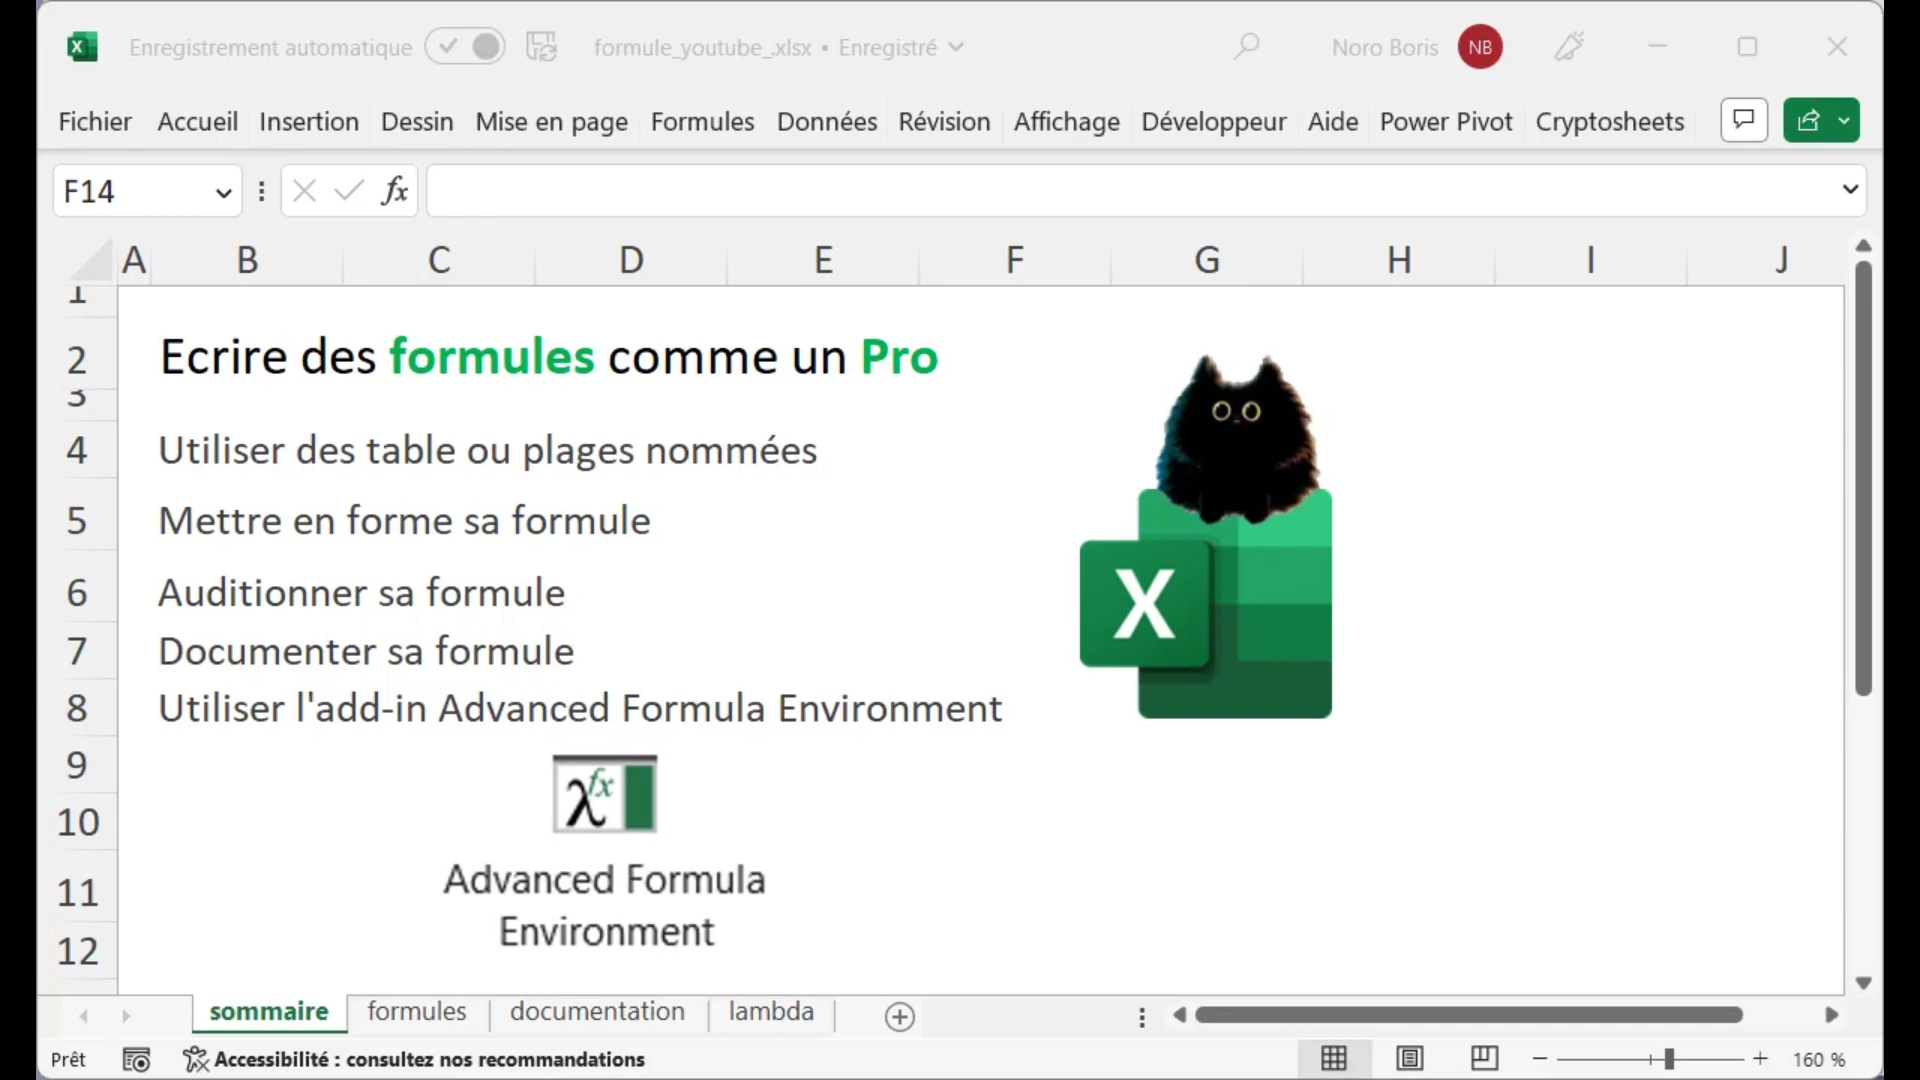 Enregistrement automatique
formule_youtube_.xlsx • Enregistré
Noro Boris
NB
Fichier Accueil Insertion Dessin Mise en page Formules Données Révision Affichage Développeur Aide Power Pivot Cryptosheets
F14
fx
A B C D E F G H I J
1
2 Ecrire des formules comme un Pro
3
4 Utiliser des table ou plages nommées
5 Mettre en forme sa formule
6 Auditionner sa formule
7 Documenter sa formule
8 Utiliser l'add-in Advanced Formula Environment
9
10
11
12
X
λfx
Advanced Formula
Environment
sommaire formules documentation lambda
Prêt
Accessibilité : consultez nos recommandations
160 %